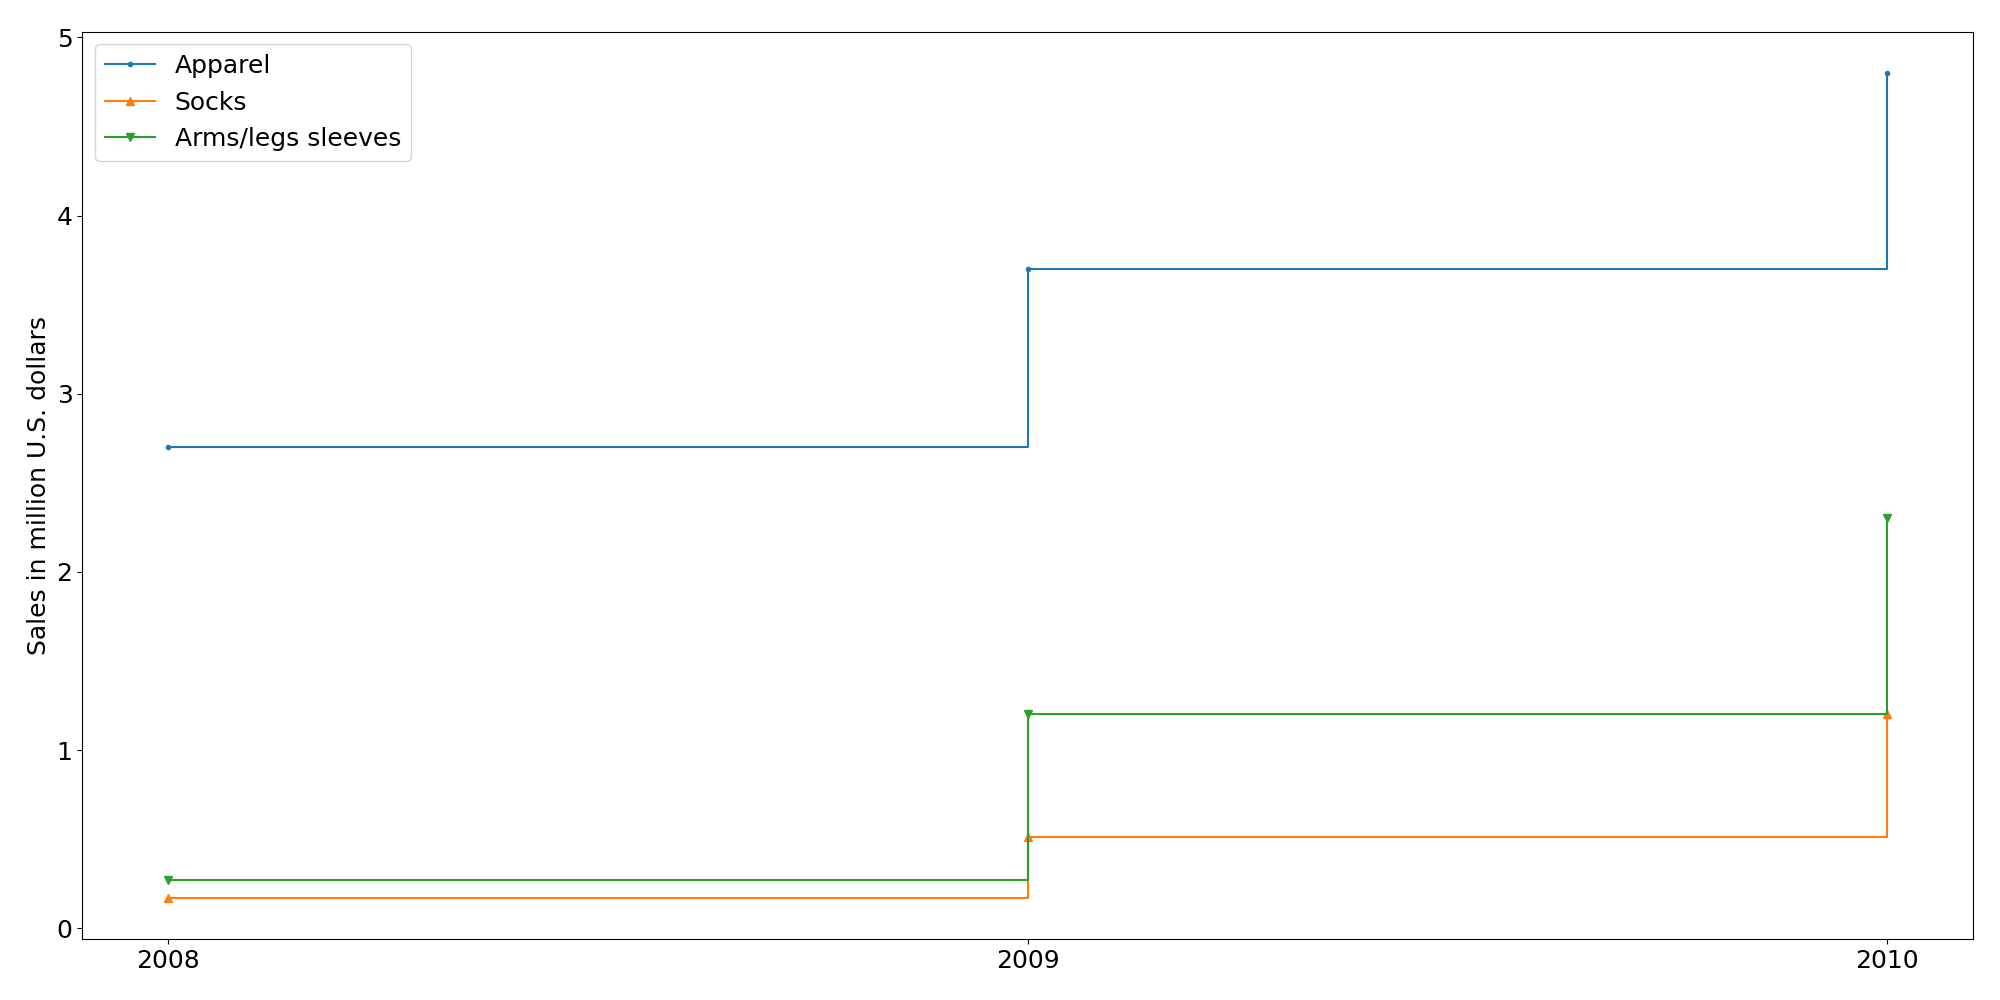 5
4
3
2
1
0
Sales in million U.S. dollars
Apparel
Socks
Arms/legs sleeves
2008
2009
2010